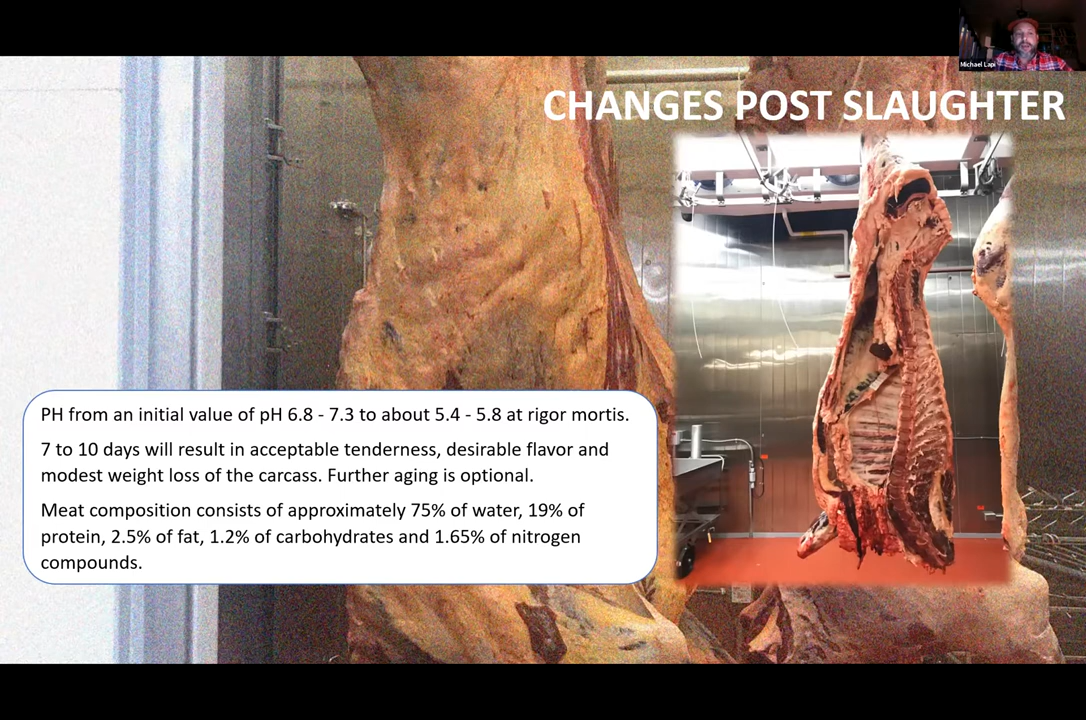 Michael Lapi
CHANGES POST SLAUGHTER
PH from an initial value of pH 6.8 - 7.3 to about 5.4 - 5.8 at rigor mortis.
7 to 10 days will result in acceptable tenderness, desirable flavor and
modest weight loss of the carcass. Further aging is optional.
Meat composition consists of approximately 75% of water, 19% of
protein, 2.5% of fat, 1.2% of carbohydrates and 1.65% of nitrogen
compounds.